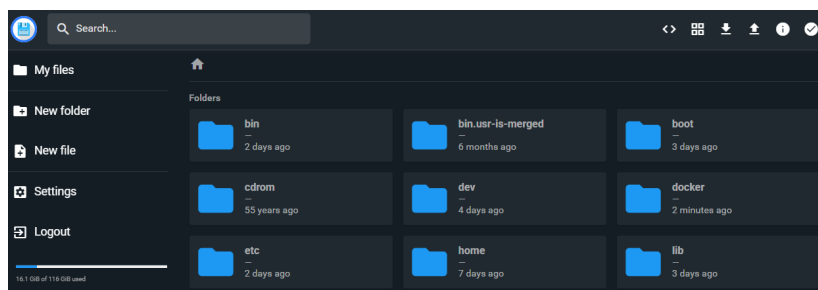 Search...
My files
New folder
New file
Settings
Logout
16.1 GiB of 116 GiB used
Folders
bin
—
2 days ago
bin.usr-is-merged
—
6 months ago
boot
—
3 days ago
cdrom
—
55 years ago
dev
—
4 days ago
docker
—
2 minutes ago
etc
—
2 days ago
home
—
7 days ago
lib
—
3 days ago